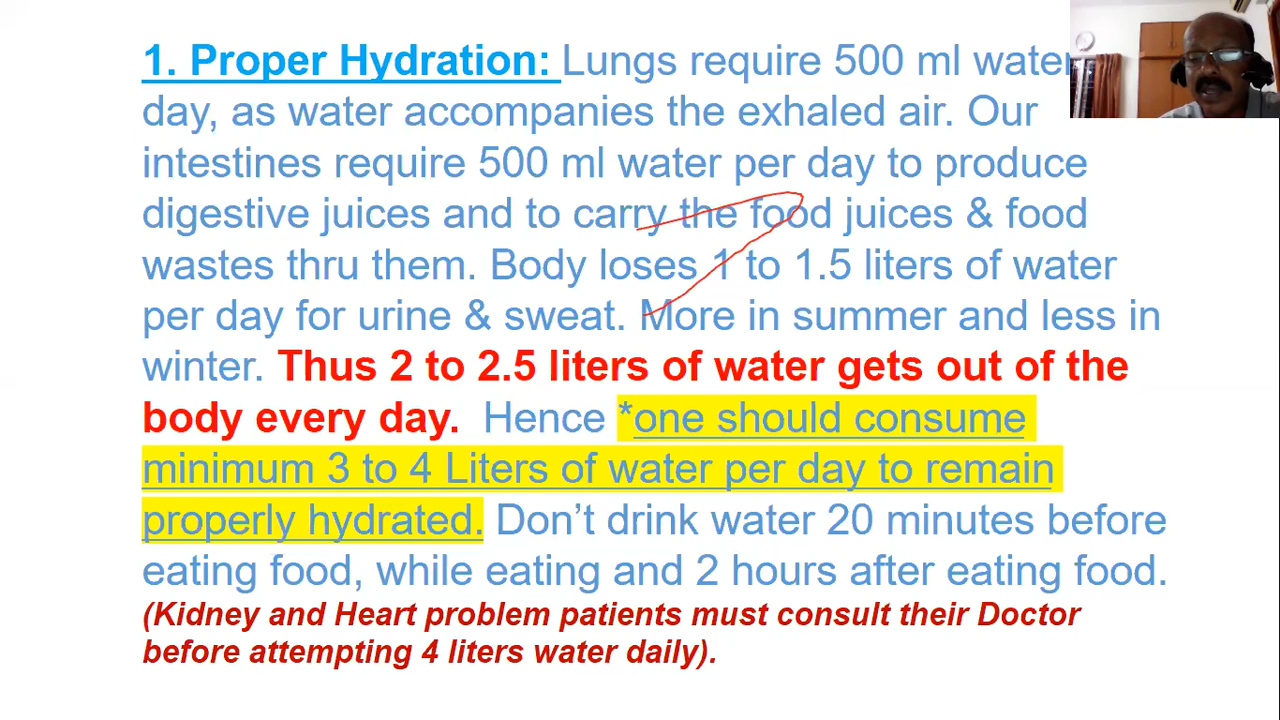 1. Proper Hydration: Lungs require 500 ml water
day, as water accompanies the exhaled air. Our
intestines require 500 ml water per day to produce
digestive juices and to carry the food juices & food
wastes thru them. Body loses 1 to 1.5 liters of water
per day for urine & sweat. More in summer and less in
winter. Thus 2 to 2.5 liters of water gets out of the
body every day. Hence *one should consume
minimum 3 to 4 Liters of water per day to remain
properly hydrated. Don’t drink water 20 minutes before
eating food, while eating and 2 hours after eating food.
(Kidney and Heart problem patients must consult their Doctor
before attempting 4 liters water daily).